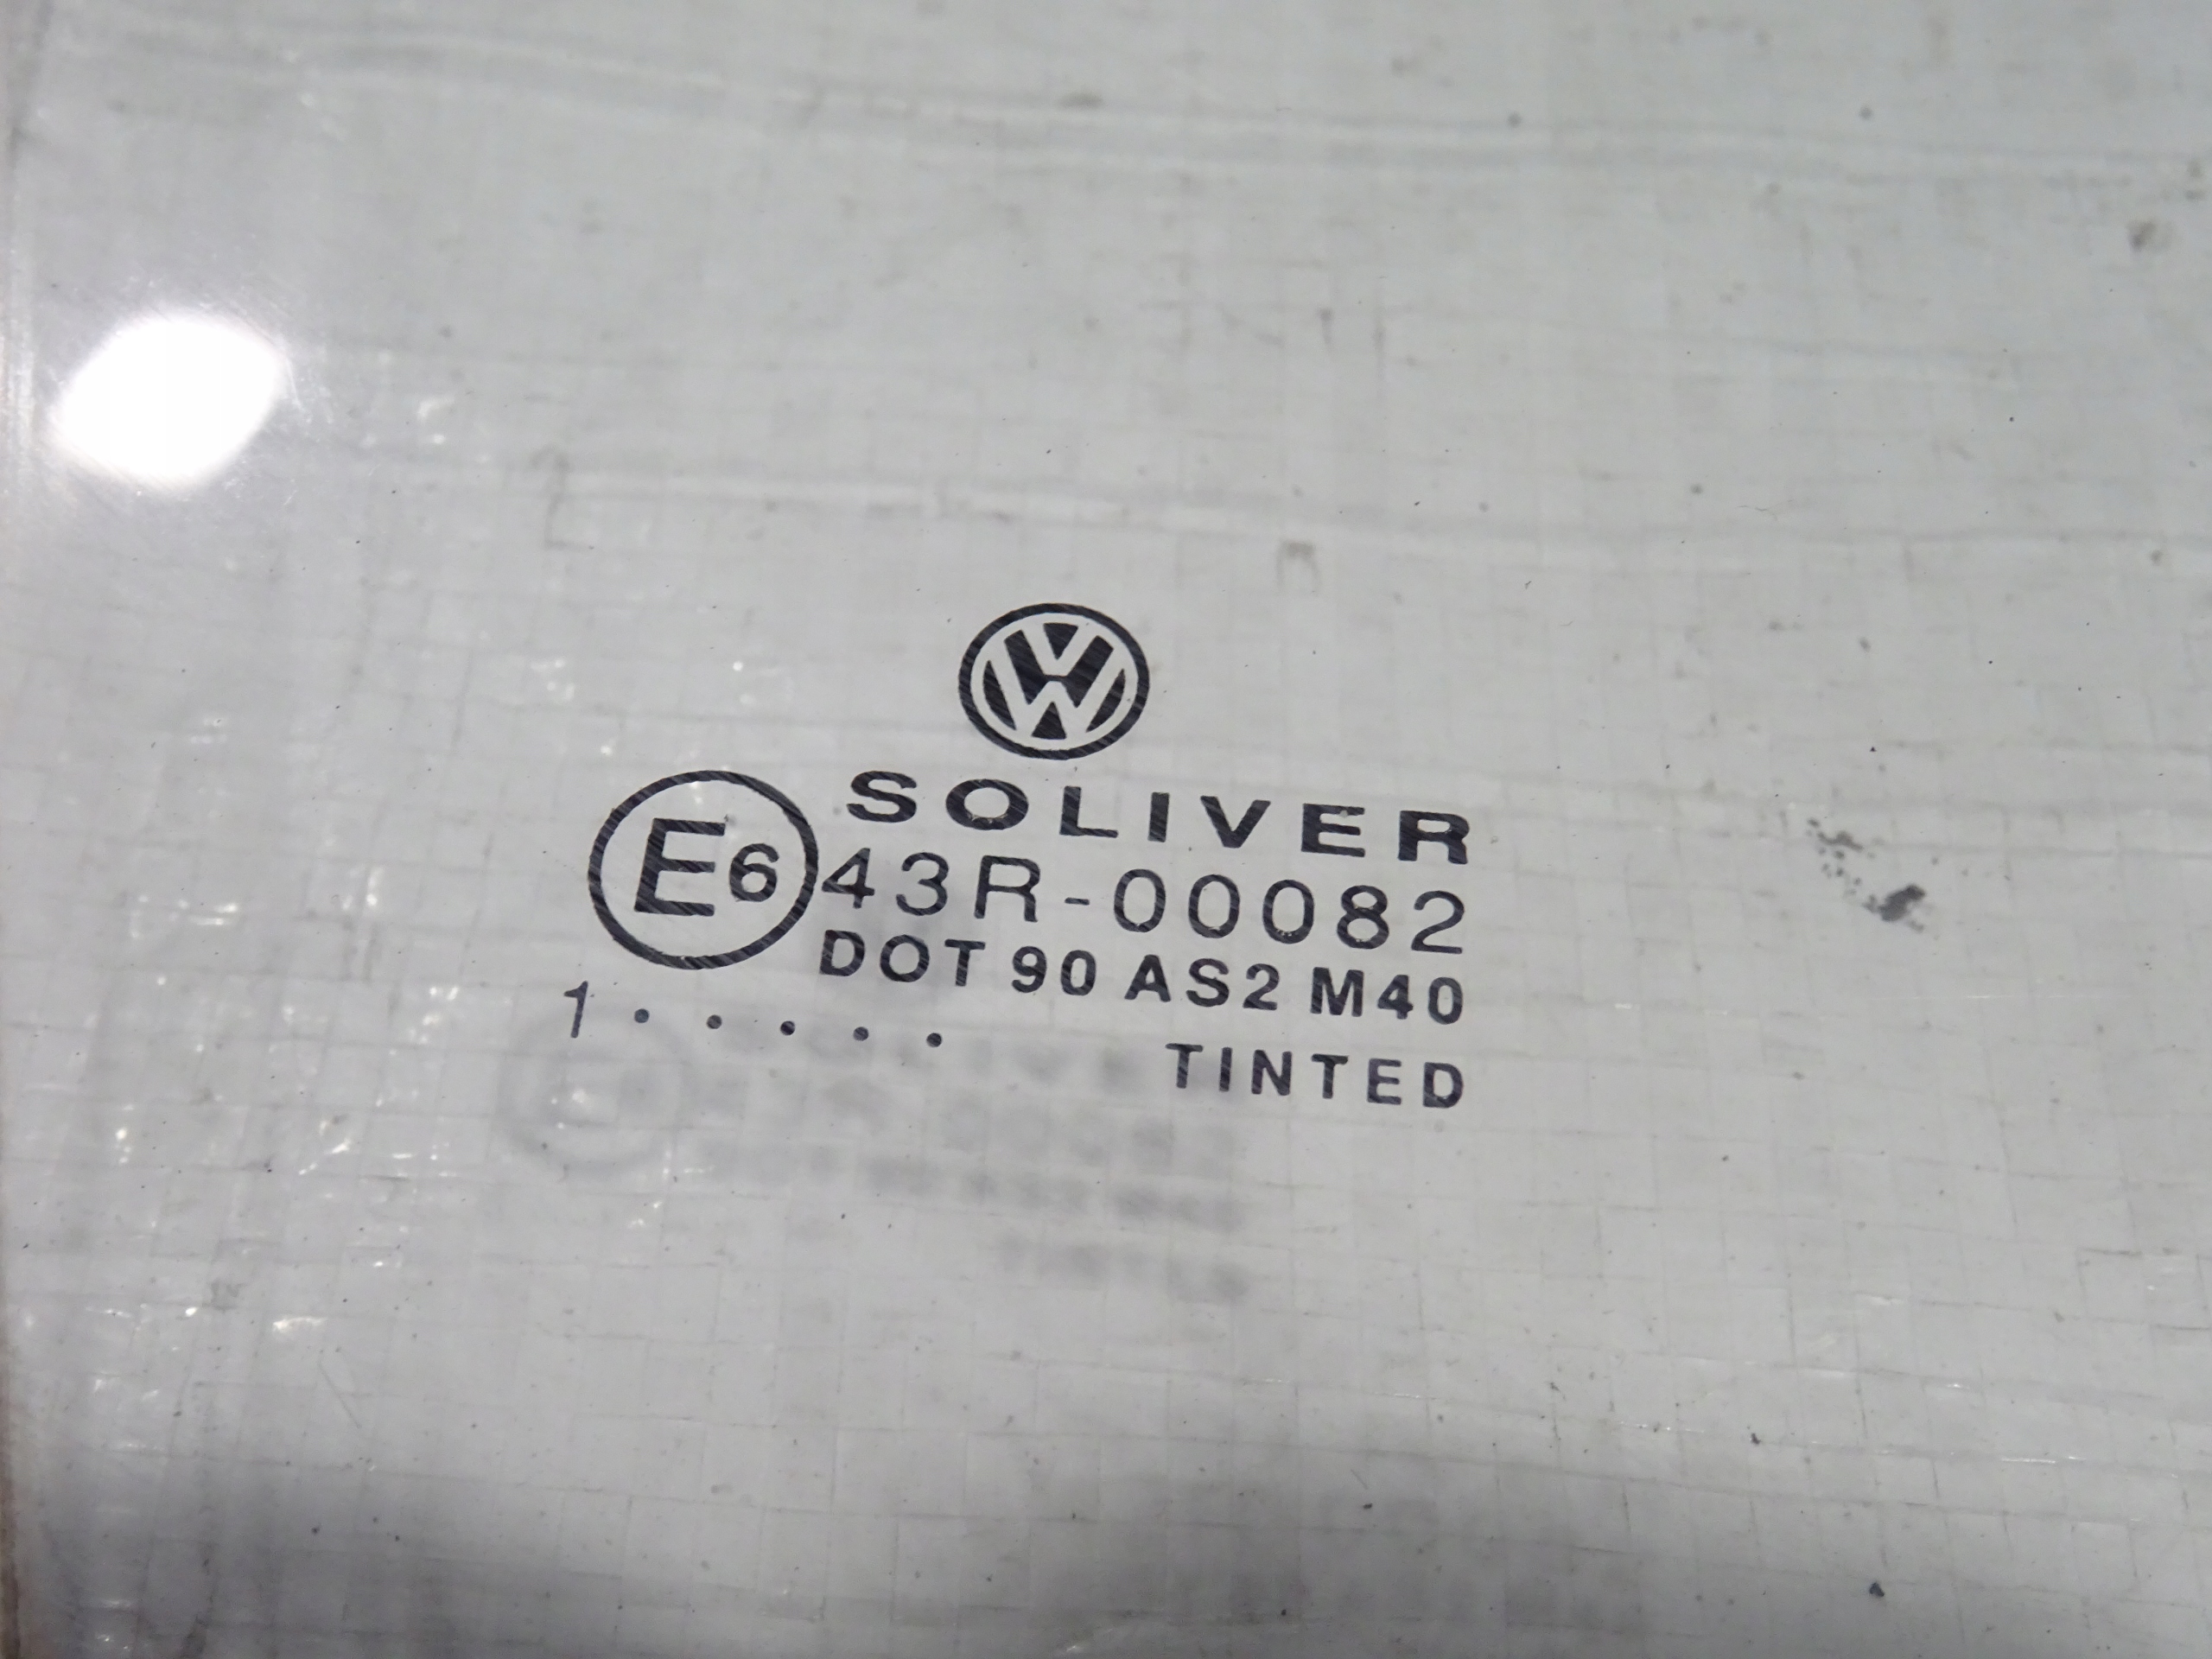 SOLIVER
E6 43R-00082
DOT 90 AS2 M40
1 . . . . .
TINTED